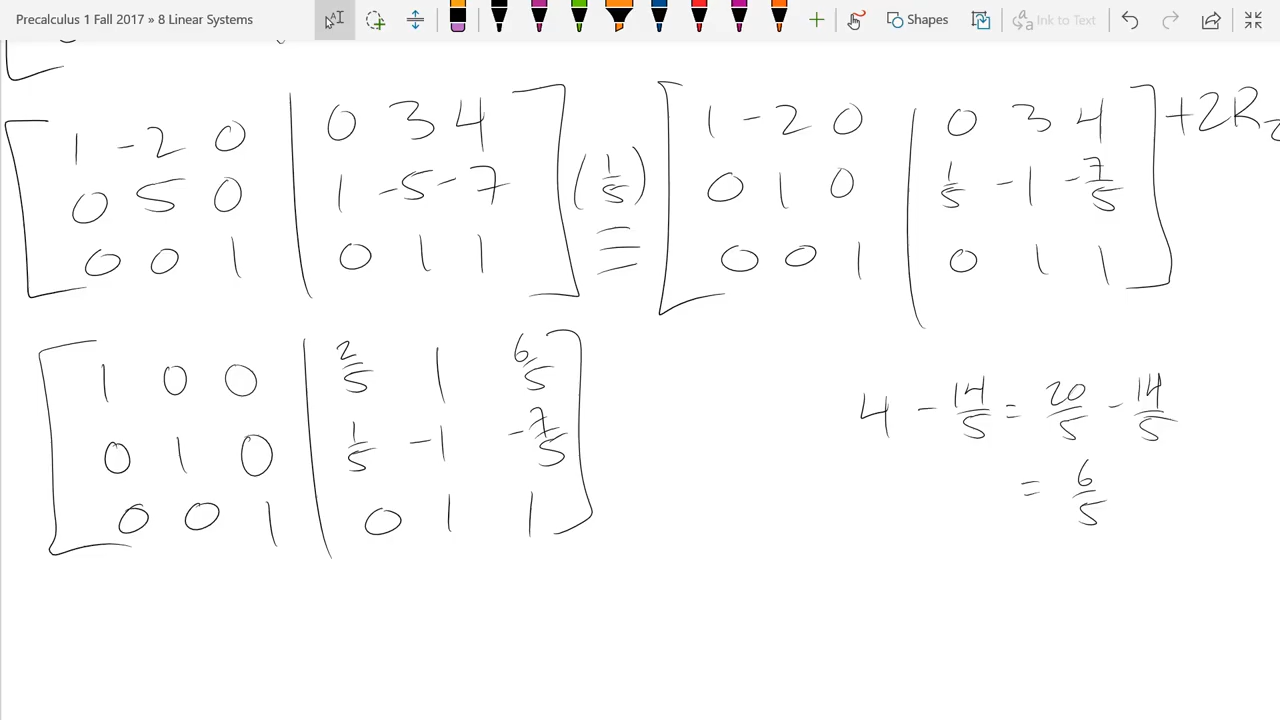 Precalculus 1 Fall 2017 » 8 Linear Systems
Shapes
Ink to Text
1 -2 0 | 0 3 4
0 5 0 | 1 -5 -7
0 0 1 | 0 1 1
(1/5)
≡
1 -2 0 | 0 3 4
0 1 0 | 1/5 -1 -7/5
0 0 1 | 0 1 1
+2R2
1 0 0 | 2/5 1 6/5
0 1 0 | 1/5 -1 -7/5
0 0 1 | 0 1 1
4 - 14/5 = 20/5 - 14/5
= 6/5